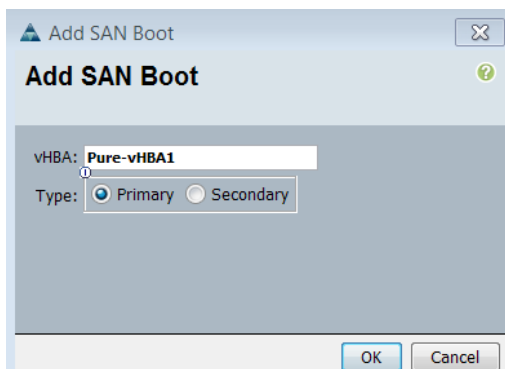 Add SAN Boot
Add SAN Boot
?
vHBA: Pure-vHBA1
Type: Primary Secondary
OK Cancel